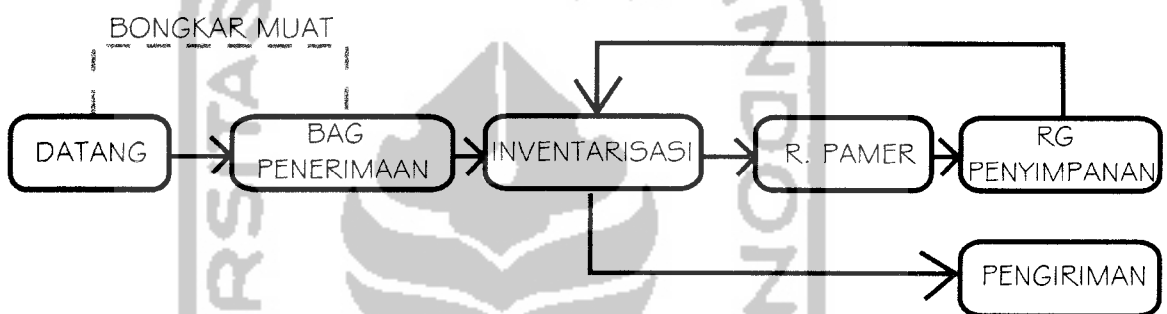 BONGKAR MUAT
DATANG
BAG
PENERIMAAN
INVENTARISASI
R. PAMER
RG
PENYIMPANAN
PENGIRIMAN